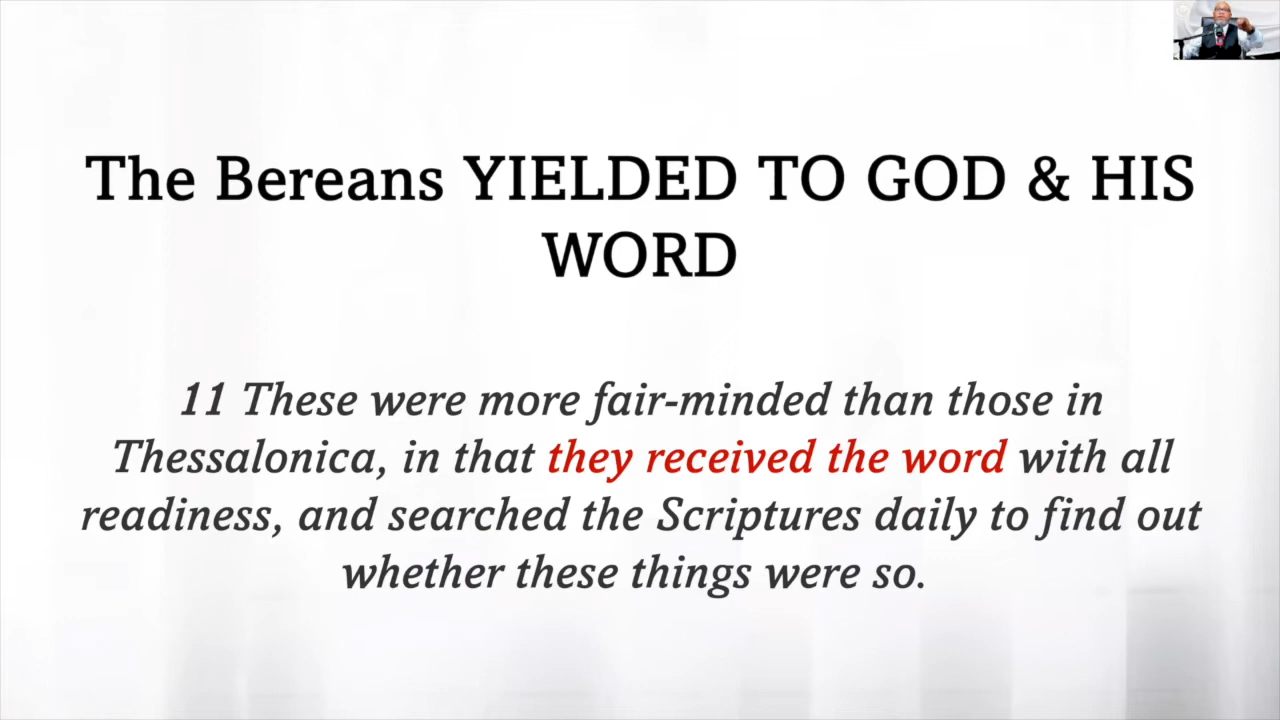 The Bereans YIELDED TO GOD & HIS
WORD
11 These were more fair-minded than those in
Thessalonica, in that they received the word with all
readiness, and searched the Scriptures daily to find out
whether these things were so.